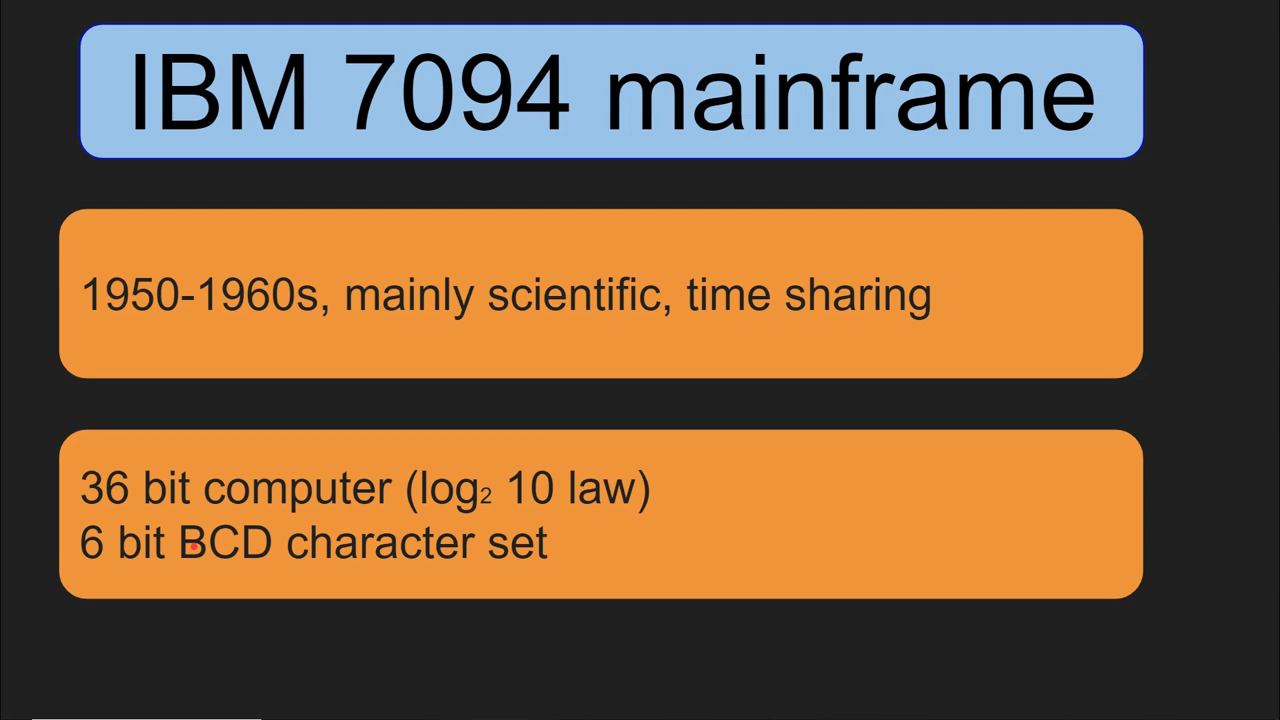 IBM 7094 mainframe
1950-1960s, mainly scientific, time sharing
36 bit computer (log₂ 10 law)
6 bit BCD character set